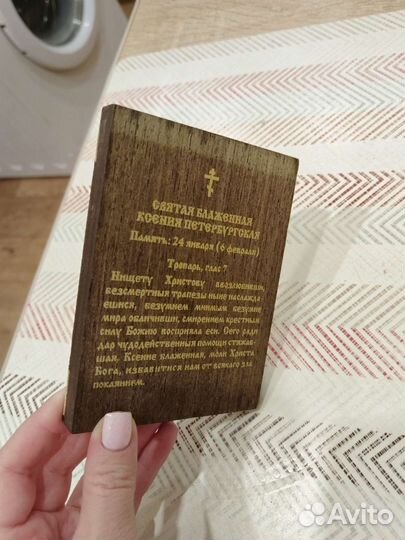 СВЯТАЯ БЛАЖЕННАЯ
КСЕНИЯ ПЕТЕРБУРГСКАЯ
Память: 24 января (6 февраля)
Тропарь, глас 7
Нищету Христову возлюбивши,
безсмертныя трапезы ныне наслажда
ешися, безумием мнимым безумие
мира обличивши, смирением крестным
силу Божию восприяла еси. Сего ради
дар чудодейственныя помощи стяжав-
шая, Ксение блаженная, моли Христа
Бога, избавитися нам от всякаго зла
покаянием.
Avito